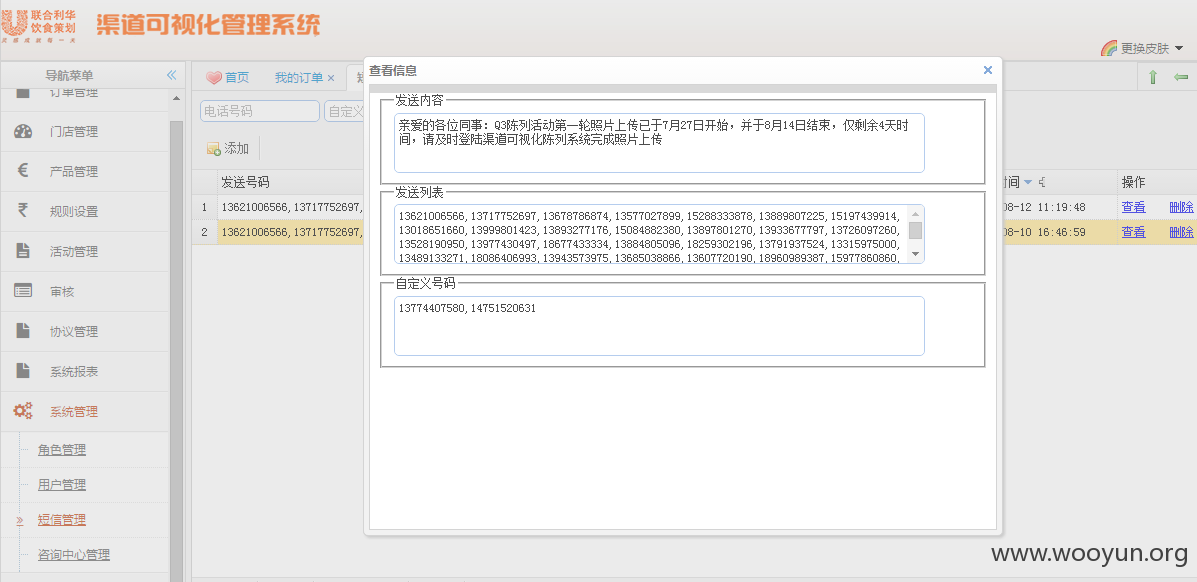 联合利华
饮食策划
渠道可视化管理系统
更换皮肤
导航菜单
首页
我的订单
订单管理
门店管理
产品管理
规则设置
活动管理
审核
协议管理
系统报表
系统管理
角色管理
用户管理
短信管理
咨询中心管理
电话号码
自定义
添加
发送号码
间
操作
1 13621006566,13717752697, 08-12 11:19:48 查看 删除
2 13621006566,13717752697, 08-10 16:46:59 查看 删除
查看信息
发送内容
亲爱的各位同事：Q3陈列活动第一轮照片上传已于7月27日开始，并于8月14日结束，仅剩余4天时
间，请及时登陆渠道可视化陈列系统完成照片上传
发送列表
13621006566,13717752697,13678786874,13577027899,15288333878,13889807225,15197439914,
13018651660,13999801423,13893277176,15084882380,13897801270,13933677797,13726097260,
13528190950,13977430497,18677433334,13884805096,18259302196,13791937524,13315975000,
13489133271,18086406993,13943573975,13685038866,13607720190,18960989387,15977860860,
自定义号码
13774407580,14751520631
www.wooyun.org